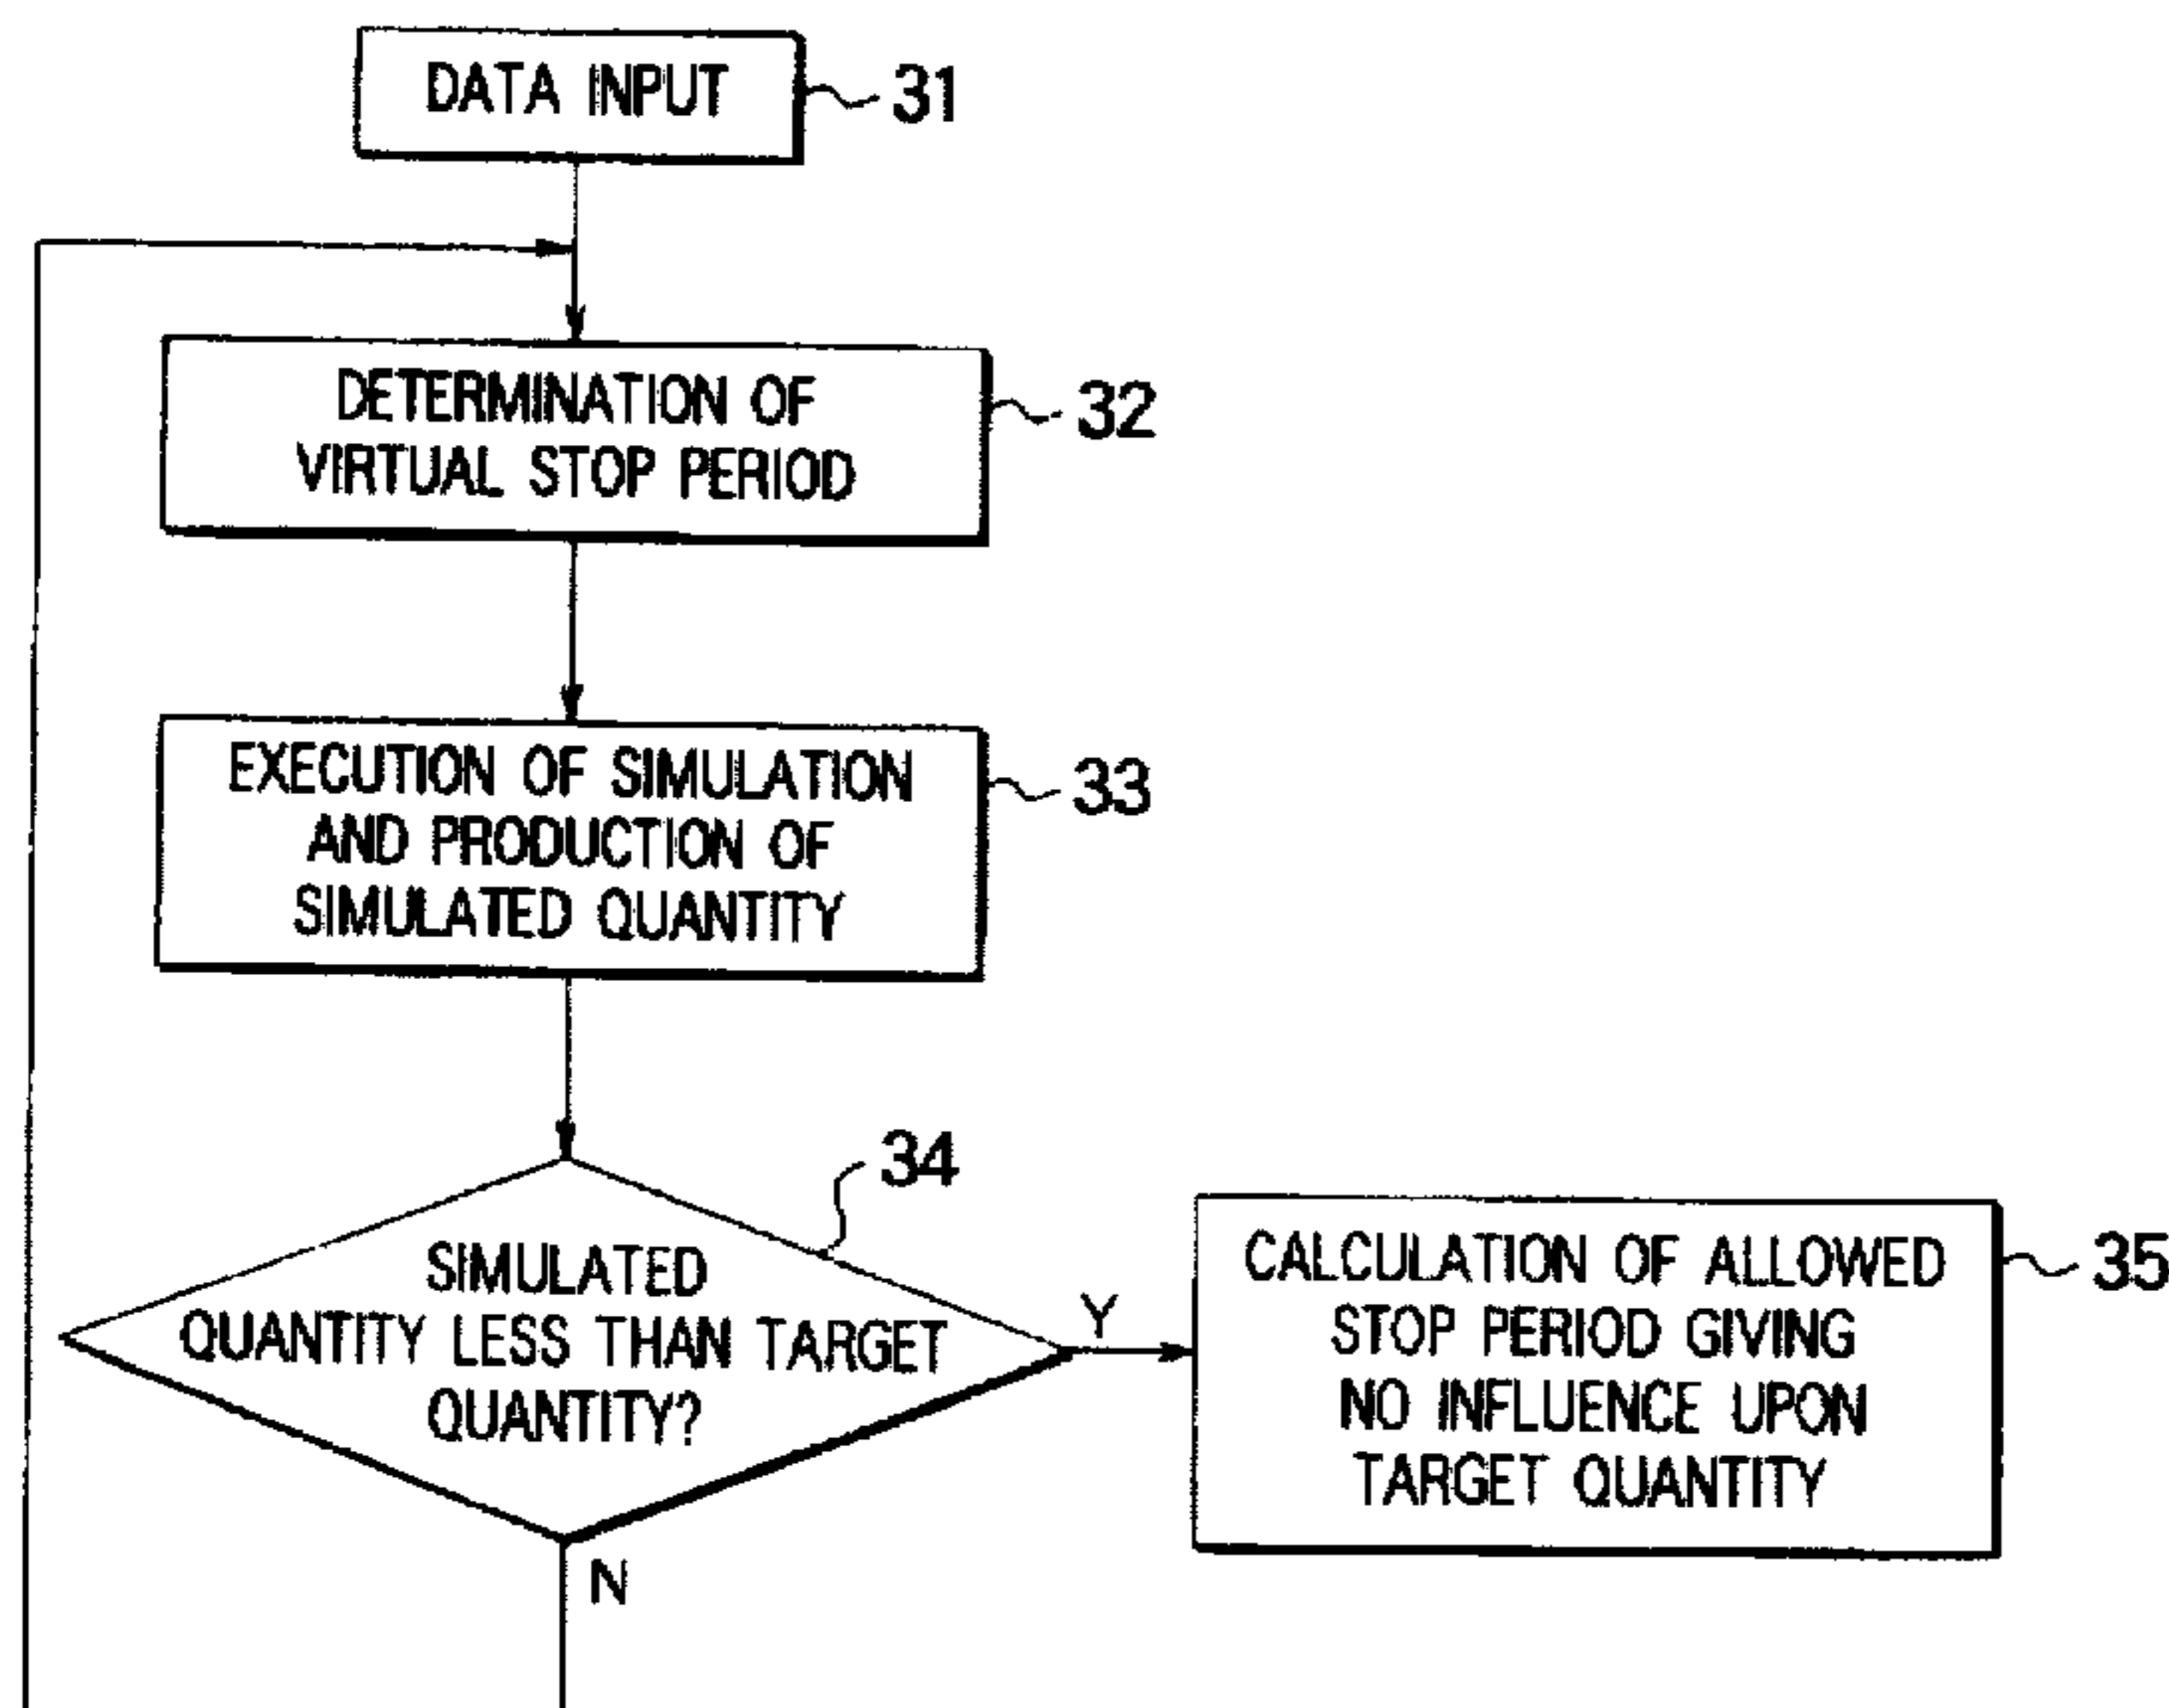 DATA INPUT
31
DETERMINATION OF
VIRTUAL STOP PERIOD
32
EXECUTION OF SIMULATION
AND PRODUCTION OF
SIMULATED QUANTITY
33
34
SIMULATED
QUANTITY LESS THAN TARGET
QUANTITY?
Y
N
CALCULATION OF ALLOWED
STOP PERIOD GIVING
NO INFLUENCE UPON
TARGET QUANTITY
35